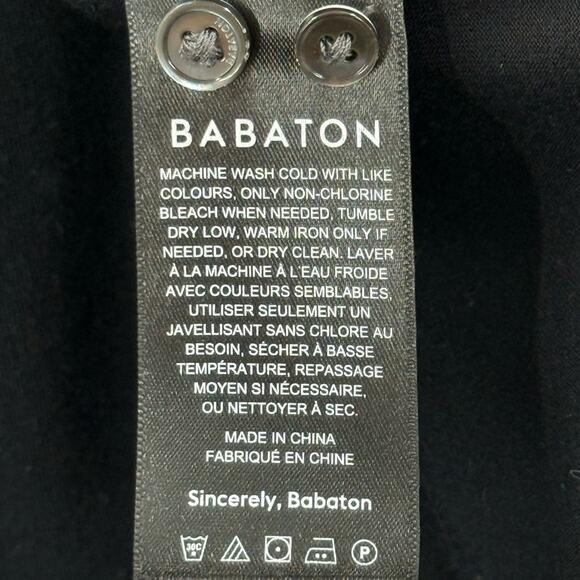 BABATON
BABATON
MACHINE WASH COLD WITH LIKE
COLOURS, ONLY NON-CHLORINE
BLEACH WHEN NEEDED, TUMBLE
DRY LOW, WARM IRON ONLY IF
NEEDED, OR DRY CLEAN. LAVER
À LA MACHINE À L'EAU FROIDE
AVEC COULEURS SEMBLABLES,
UTILISER SEULEMENT UN
JAVELLISANT SANS CHLORE AU
BESOIN, SÉCHER À BASSE
TEMPÉRATURE, REPASSAGE
MOYEN SI NÉCESSAIRE,
OU NETTOYER À SEC.
MADE IN CHINA
FABRIQUÉ EN CHINE
Sincerely, Babaton
30C P